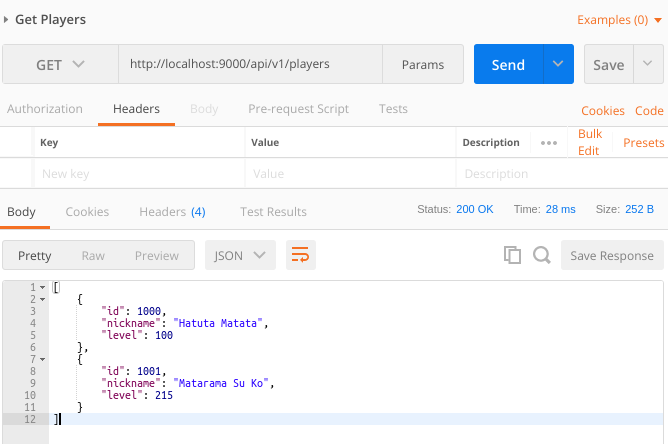 Get Players Examples (0)
GET http://localhost:9000/api/v1/players Params Send Save
Authorization Headers Body Pre-request Script Tests Cookies Code
Key Value Description ••• Bulk Edit Presets
New key Value Description
Body Cookies Headers (4) Test Results Status: 200 OK Time: 28 ms Size: 252 B
Pretty Raw Preview JSON Save Response
1 [
2 {
3 "id": 1000,
4 "nickname": "Hatuta Matata",
5 "level": 100
6 },
7 {
8 "id": 1001,
9 "nickname": "Matarama Su Ko",
10 "level": 215
11 }
12 ]